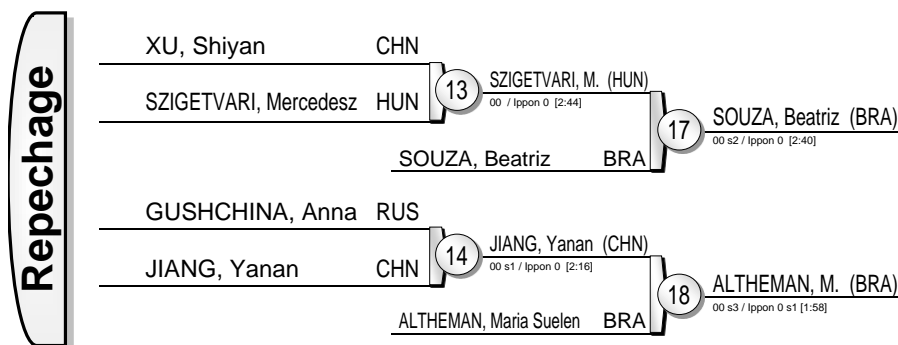 Repechage
XU, Shiyan CHN
SZIGETVARI, Mercedesz HUN
13
SZIGETVARI, M. (HUN)
00 / Ippon 0 [2:44]
SOUZA, Beatriz BRA
17
SOUZA, Beatriz (BRA)
00 s2 / Ippon 0 [2:40]
GUSHCHINA, Anna RUS
JIANG, Yanan CHN
14
JIANG, Yanan (CHN)
00 s1 / Ippon 0 [2:16]
ALTHEMAN, Maria Suelen BRA
18
ALTHEMAN, M. (BRA)
00 s3 / Ippon 0 s1 [1:58]